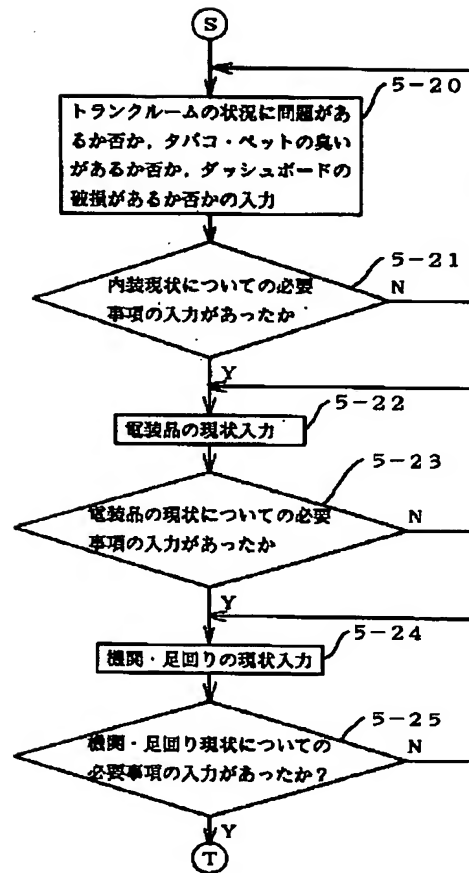 S
5-20
トランクルームの状況に問題があ
るか否か,タバコ・ペットの臭い
があるか否か,ダッシュボードの
破損があるか否かの入力
5-21
内装現状についての必要
事項の入力があったか
N
Y
5-22
電装品の現状入力
5-23
電装品の現状についての必要
事項の入力があったか
N
Y
5-24
機関・足回りの現状入力
5-25
機関・足回り現状についての
必要事項の入力があったか?
N
Y
T